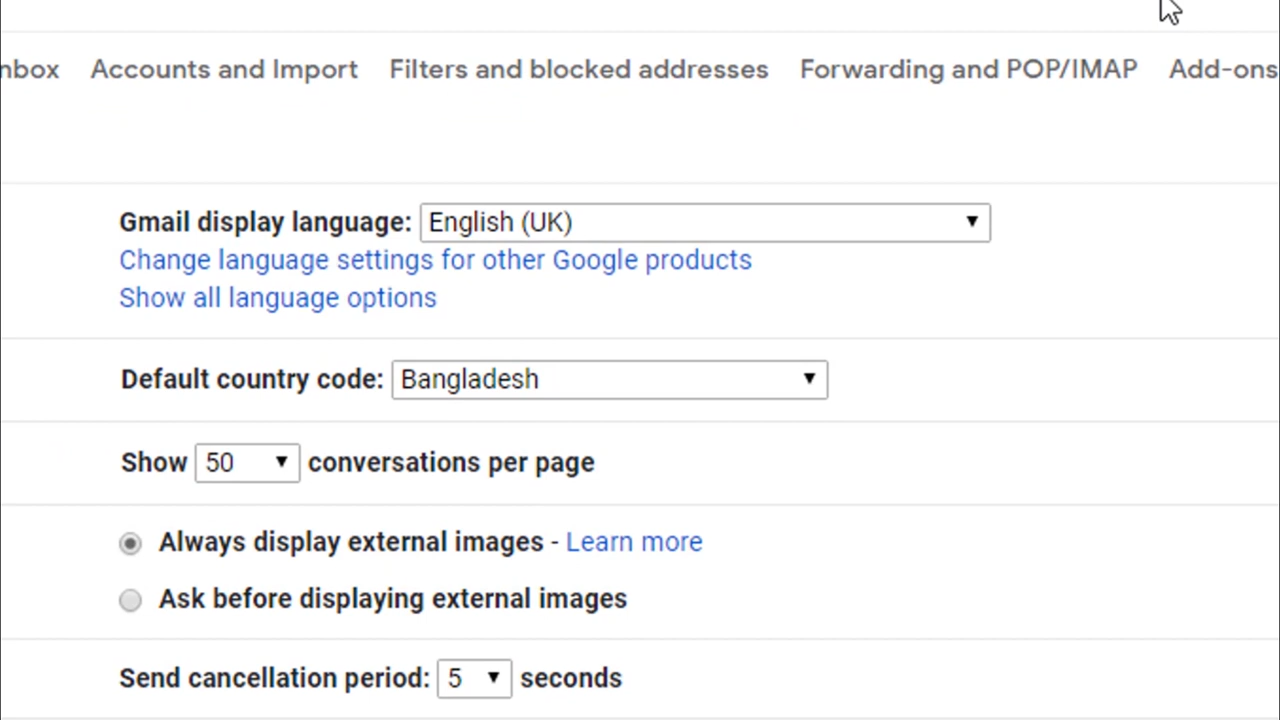 nbox Accounts and Import Filters and blocked addresses Forwarding and POP/IMAP Add-ons
Gmail display language: English (UK)
Change language settings for other Google products
Show all language options
Default country code: Bangladesh
Show 50 conversations per page
Always display external images - Learn more
Ask before displaying external images
Send cancellation period: 5 seconds